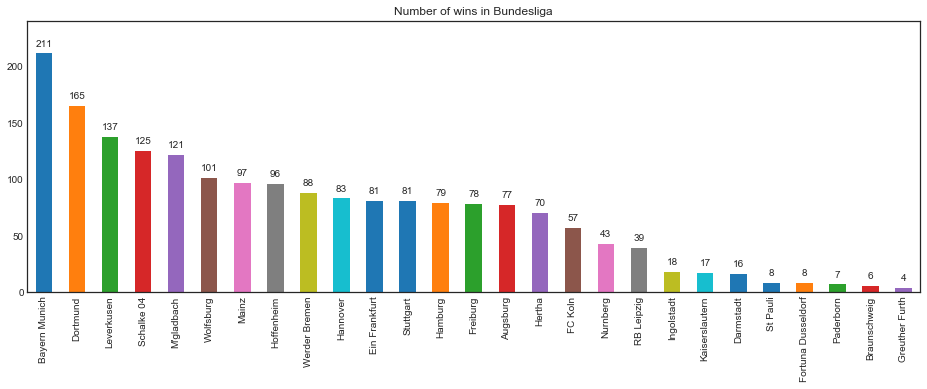 Number of wins in Bundesliga
211
165
137
125
121
101
97
96
88
83
81
81
79
78
77
70
57
43
39
18
17
16
8
8
7
6
4
200
150
100
50
0
Bayern Munich
Dortmund
Leverkusen
Schalke 04
M'gladbach
Wolfsburg
Mainz
Hoffenheim
Werder Bremen
Hannover
Ein Frankfurt
Stuttgart
Hamburg
Freiburg
Augsburg
Hertha
FC Koln
Nurnberg
RB Leipzig
Ingolstadt
Kaiserslautern
Darmstadt
St Pauli
Fortuna Dusseldorf
Paderborn
Braunschweig
Greuther Furth